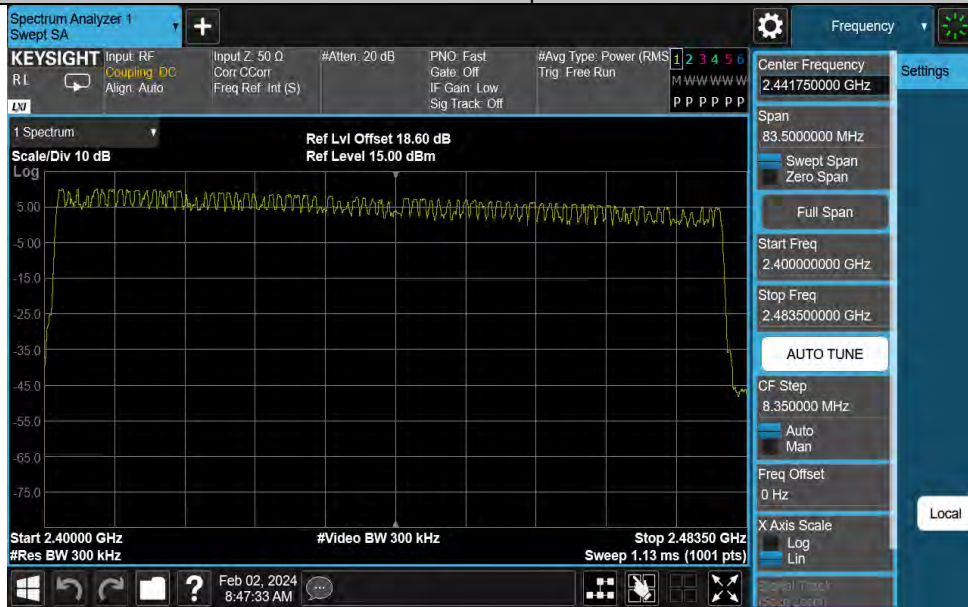 Spectrum Analyzer 1
Swept SA
+
Frequency
KEYSIGHT
R L
LXI
Input: RF
Coupling: DC
Align: Auto
Input Z: 50 Ω
Corr CCorr
Freq Ref: Int (S)
#Atten: 20 dB
PNO: Fast
Gate: Off
IF Gain: Low
Sig Track: Off
#Avg Type: Power (RMS
Trig: Free Run
1 2 3 4 5 6
M W W W W W
P P P P P P
Center Frequency
2.441750000 GHz
Settings
Span
83.5000000 MHz
Swept Span
Zero Span
Full Span
Start Freq
2.400000000 GHz
Stop Freq
2.483500000 GHz
AUTO TUNE
CF Step
8.350000 MHz
Auto
Man
Freq Offset
0 Hz
X Axis Scale
Log
Lin
Signal Track
(Span Zoom)
Local
1 Spectrum
Scale/Div 10 dB
Log
Ref Lvl Offset 18.60 dB
Ref Level 15.00 dBm
5.00
-5.00
-15.0
-25.0
-35.0
-45.0
-55.0
-65.0
-75.0
Start 2.40000 GHz
#Res BW 300 kHz
#Video BW 300 kHz
Stop 2.48350 GHz
Sweep 1.13 ms (1001 pts)
?
Feb 02, 2024
8:47:33 AM